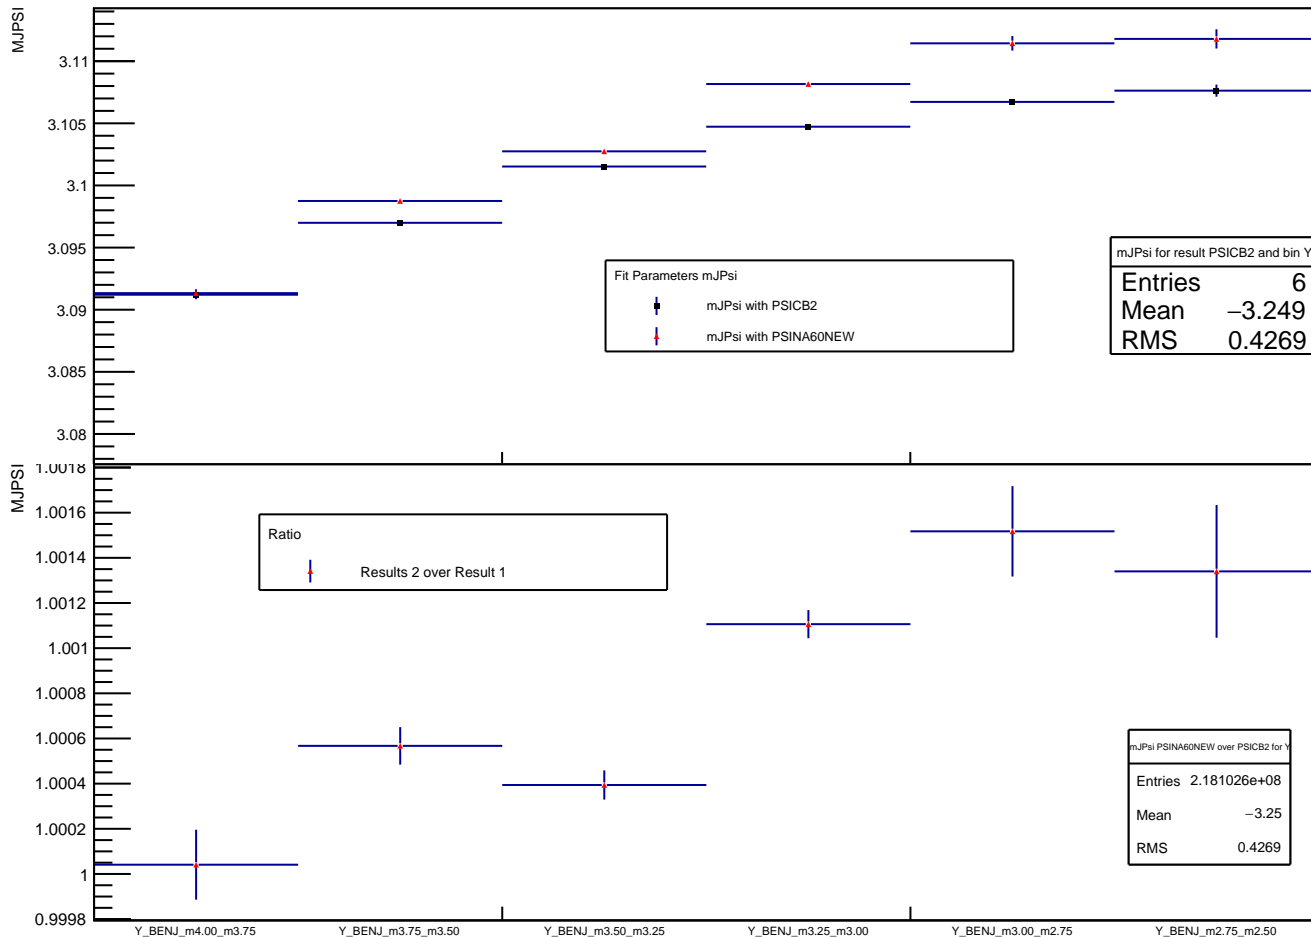 MJPSI
3.11
3.105
3.1
3.095
3.09
3.085
3.08
Fit Parameters mJPsi
mJPsi with PSICB2
mJPsi with PSINA60NEW
mJPsi for result PSICB2 and bin Y
Entries 6
Mean −3.249
RMS 0.4269
MJPSI
1.0018
1.0016
1.0014
1.0012
1.001
1.0008
1.0006
1.0004
1.0002
1
0.9998
Ratio
Results 2 over Result 1
mJPsi PSINA60NEW over PSICB2 for Y
Entries 2.181026e+08
Mean −3.25
RMS 0.4269
Y_BENJ_m4.00_m3.75 Y_BENJ_m3.75_m3.50 Y_BENJ_m3.50_m3.25 Y_BENJ_m3.25_m3.00 Y_BENJ_m3.00_m2.75 Y_BENJ_m2.75_m2.50